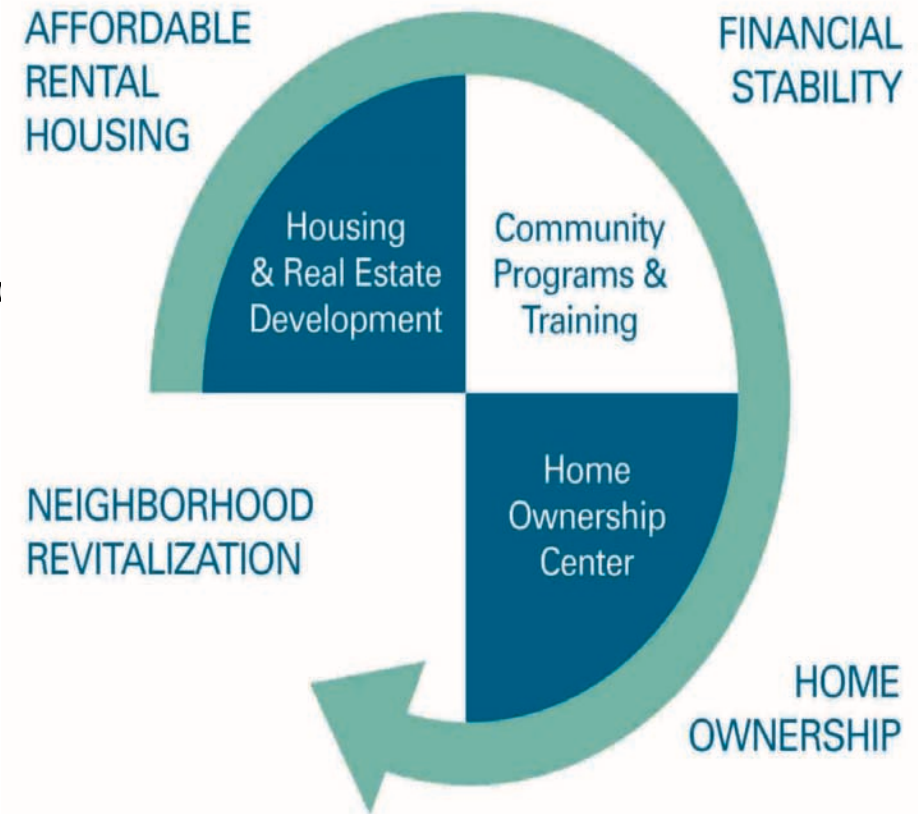 AFFORDABLE
RENTAL
HOUSING
FINANCIAL
STABILITY
Housing
& Real Estate
Development
Community
Programs &
Training
NEIGHBORHOOD
REVITALIZATION
Home
Ownership
Center
HOME
OWNERSHIP